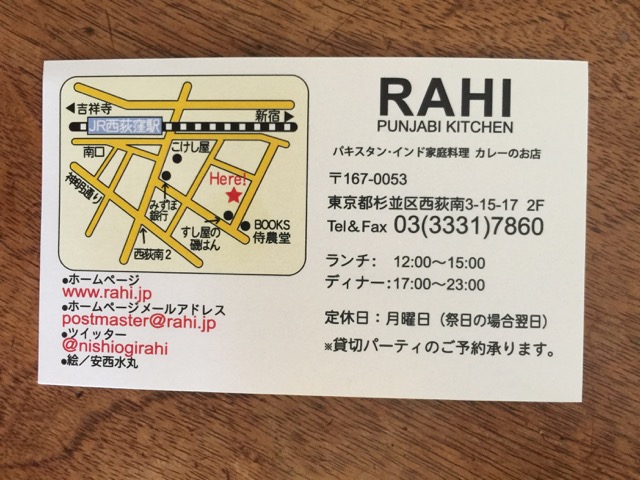 吉祥寺
新宿
JR西荻窪駅
南口
こけし屋
神明通り
Here!
みずほ
銀行
すし屋の
磯はん
BOOKS
侍農堂
西荻南2
●ホームページ
www.rahi.jp
●ホームページメールアドレス
postmaster@rahi.jp
●ツイッター
@nishiogirahi
●絵／安西水丸
RAHI
PUNJABI KITCHEN
パキスタン・インド家庭料理 カレーのお店
〒167-0053
東京都杉並区西荻南3-15-17 2F
Tel＆Fax 03(3331)7860
ランチ： 12:00〜15:00
ディナー：17:00〜23:00
定休日：月曜日（祭日の場合翌日）
※貸切パーティのご予約承ります。